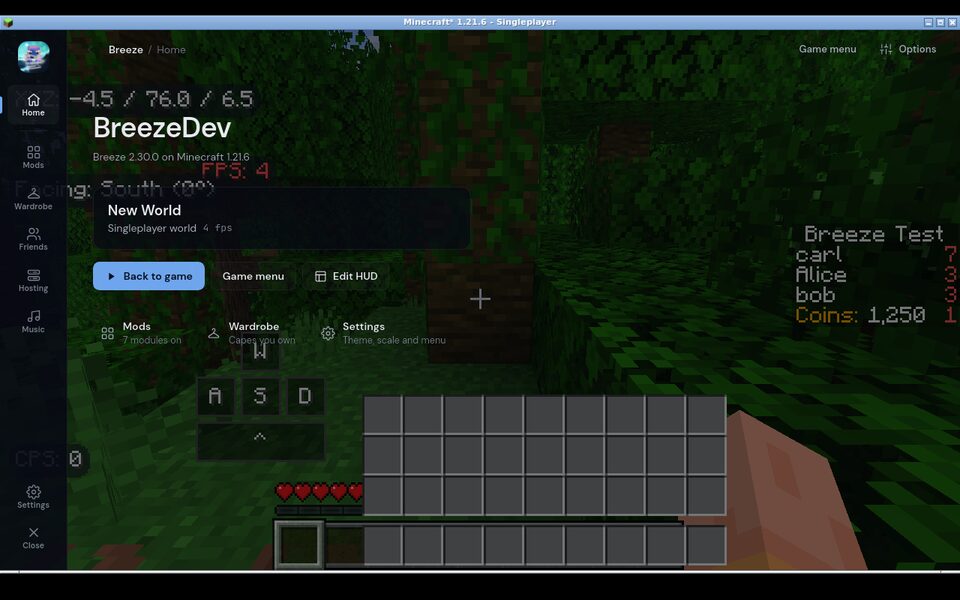 Minecraft* 1.21.6 - Singleplayer
Breeze / Home
Game menu
Options
-4.5 / 76.0 / 6.5
Home
BreezeDev
Breeze 2.30.0 on Minecraft 1.21.6
FPS: 4
Mods
Facing: South (0°)
Wardrobe
New World
Singleplayer world 4 fps
Friends
Breeze Test
carl 7
Alice 3
bob 3
Coins: 1,250 1
Back to game
Game menu
Edit HUD
Hosting
Music
Mods
7 modules on
Wardrobe
Capes you own
Settings
Theme, scale and menu
W
A
S
D
^
CPS: 0
Settings
Close